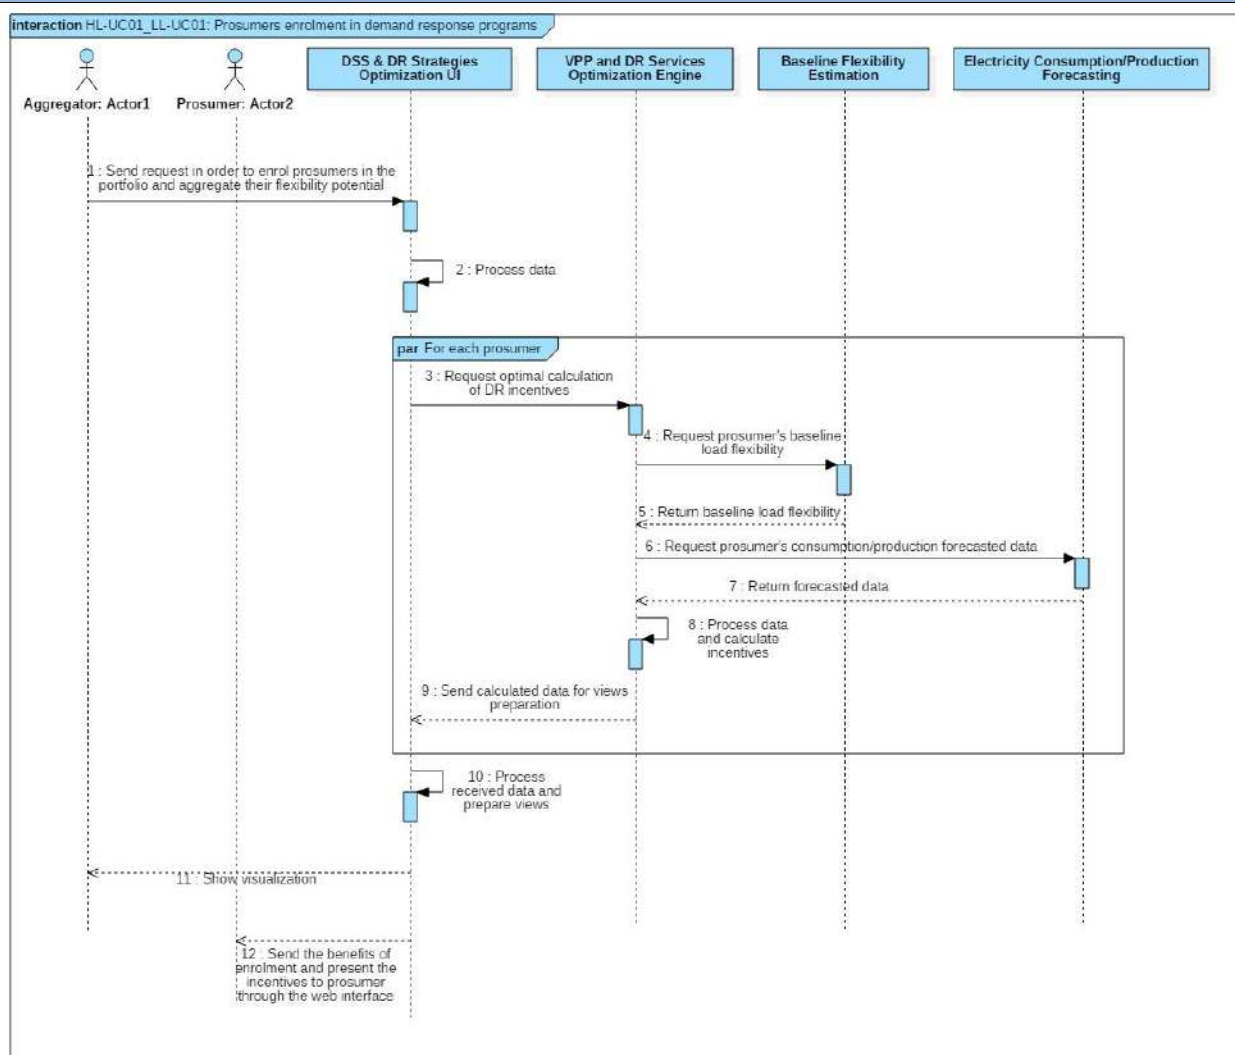 interaction HL-UC01_LL-UC01: Prosumers enrolment in demand response programs
Aggregator: Actor1
Prosumer: Actor2
DSS & DR Strategies
Optimization UI
VPP and DR Services
Optimization Engine
Baseline Flexibility
Estimation
Electricity Consumption/Production
Forecasting
1 : Send request in order to enrol prosumers in the
portfolio and aggregate their flexibility potential
2 : Process data
par For each prosumer
3 : Request optimal calculation
of DR incentives
4 : Request prosumer's baseline
load flexibility
5 : Return baseline load flexibility
6 : Request prosumer's consumption/production forecasted data
7 : Return forecasted data
8 : Process data
and calculate
incentives
9 : Send calculated data for views
preparation
10 : Process
received data and
prepare views
11 : Show visualization
12 : Send the benefits of
enrolment and present the
incentives to prosumer
through the web interface